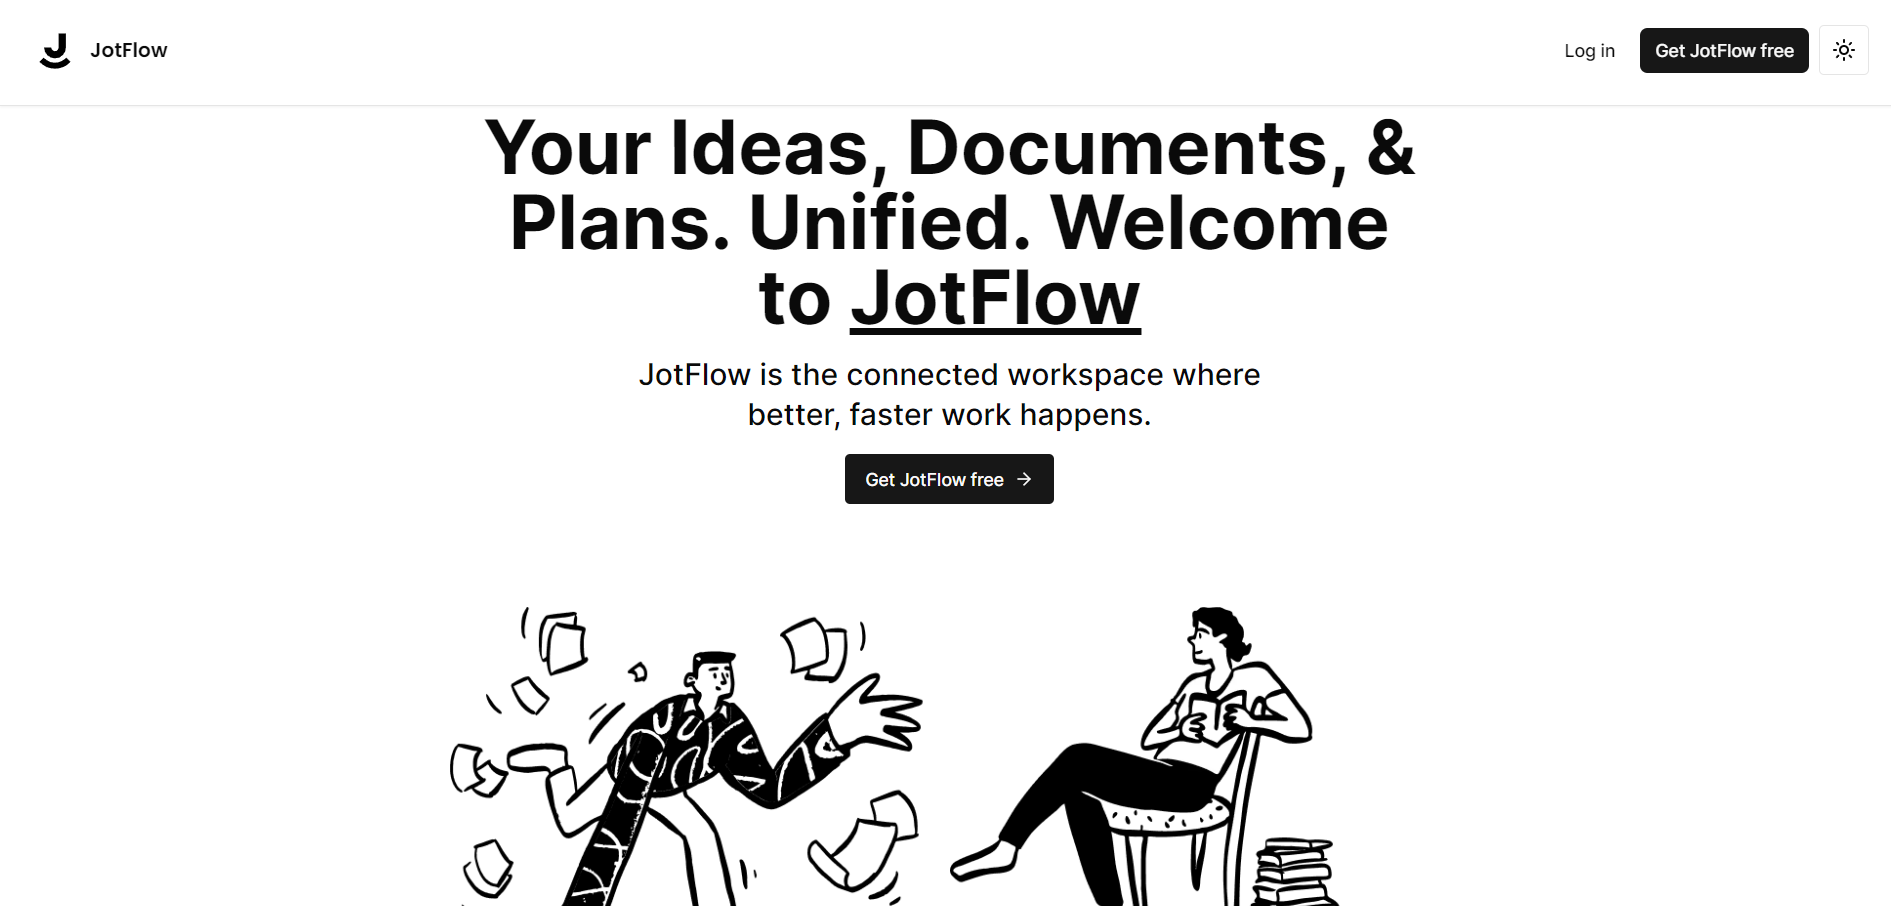 JotFlow
Log in
Get JotFlow free
Your Ideas, Documents, &
Plans. Unified. Welcome
to JotFlow
JotFlow is the connected workspace where
better, faster work happens.
Get JotFlow free